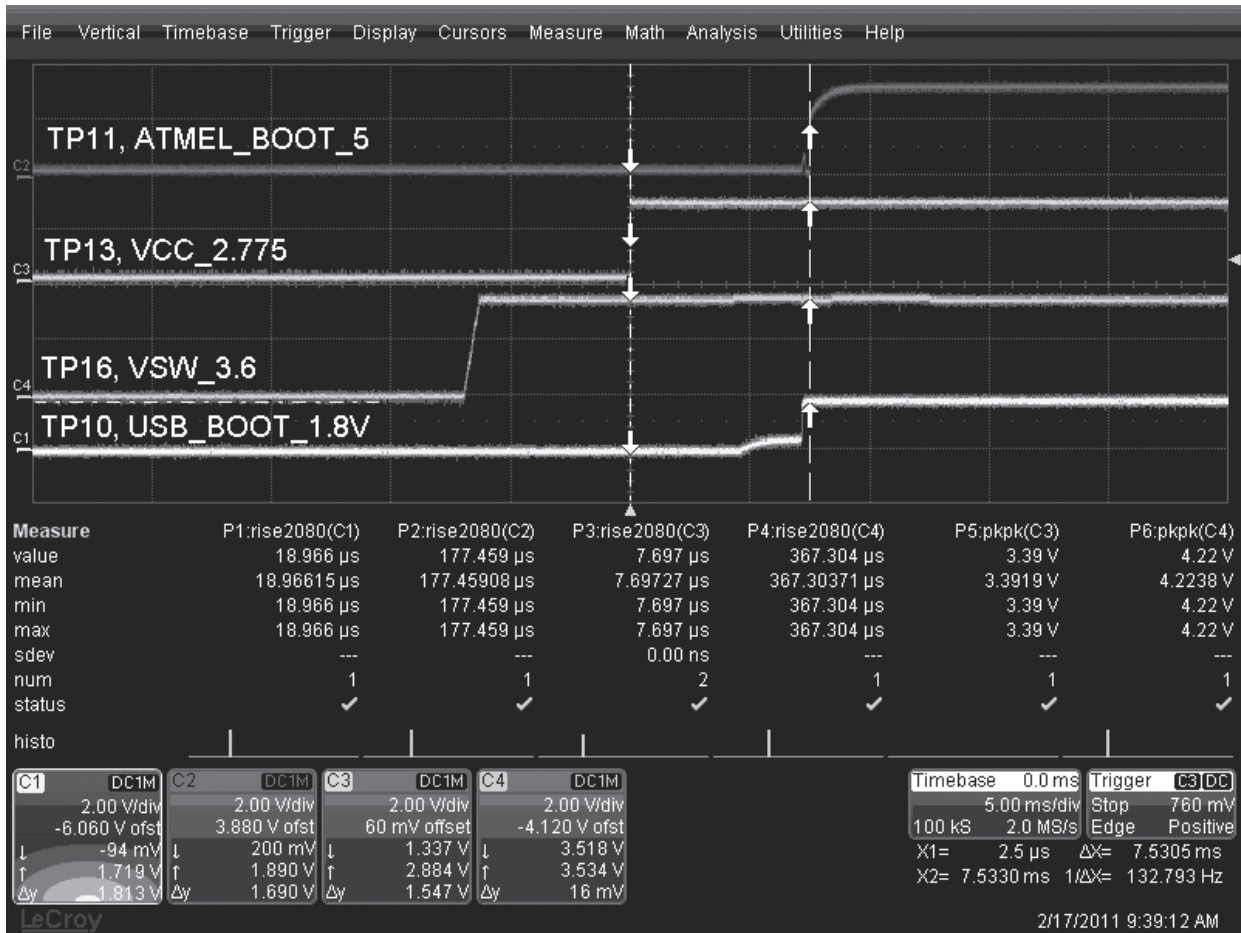 File Vertical Timebase Trigger Display Cursors Measure Math Analysis Utilities Help
TP11, ATMEL_BOOT_5
C2
TP13, VCC_2.775
C3
TP16, VSW_3.6
C4
TP10, USB_BOOT_1.8V
C1
Measure P1:rise2080(C1) P2:rise2080(C2) P3:rise2080(C3) P4:rise2080(C4) P5:pkpk(C3) P6:pkpk(C4)
value 18.966 µs 177.459 µs 7.697 µs 367.304 µs 3.39 V 4.22 V
mean 18.96615 µs 177.45908 µs 7.69727 µs 367.30371 µs 3.3919 V 4.2238 V
min 18.966 µs 177.459 µs 7.697 µs 367.304 µs 3.39 V 4.22 V
max 18.966 µs 177.459 µs 7.697 µs 367.304 µs 3.39 V 4.22 V
sdev --- --- 0.00 ns --- --- ---
num 1 1 2 1 1 1
status
histo
C1 DC1M C2 DC1M C3 DC1M C4 DC1M Timebase 0.0 ms Trigger C3 DC
2.00 V/div 2.00 V/div 2.00 V/div 2.00 V/div 5.00 ms/div Stop 760 mV
-6.060 V ofst 3.880 V ofst 60 mV offset -4.120 V ofst 100 kS 2.0 MS/s Edge Positive
↓ -94 mV ↓ 200 mV ↓ 1.337 V ↓ 3.518 V X1= 2.5 µs ΔX= 7.5305 ms
↑ 1.719 V ↑ 1.890 V ↑ 2.884 V ↑ 3.534 V X2= 7.5330 ms 1/ΔX= 132.793 Hz
Δy 1.813 V Δy 1.690 V Δy 1.547 V Δy 16 mV
LeCroy 2/17/2011 9:39:12 AM